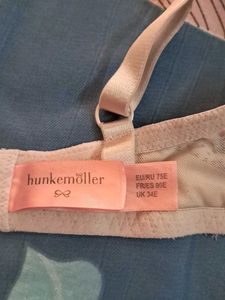 hunkemöller
EU/RU 75E
FR/ES 90E
UK 34E